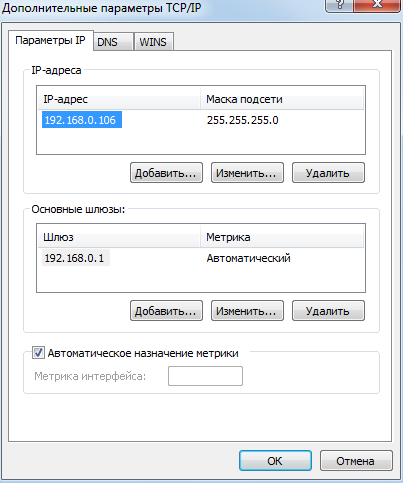 Дополнительные параметры TCP/IP
Параметры IP DNS WINS
IP-адреса
IP-адрес Маска подсети
192.168.0.106 255.255.255.0
Добавить... Изменить... Удалить
Основные шлюзы:
Шлюз Метрика
192.168.0.1 Автоматический
Добавить... Изменить... Удалить
Автоматическое назначение метрики
Метрика интерфейса:
ОК Отмена